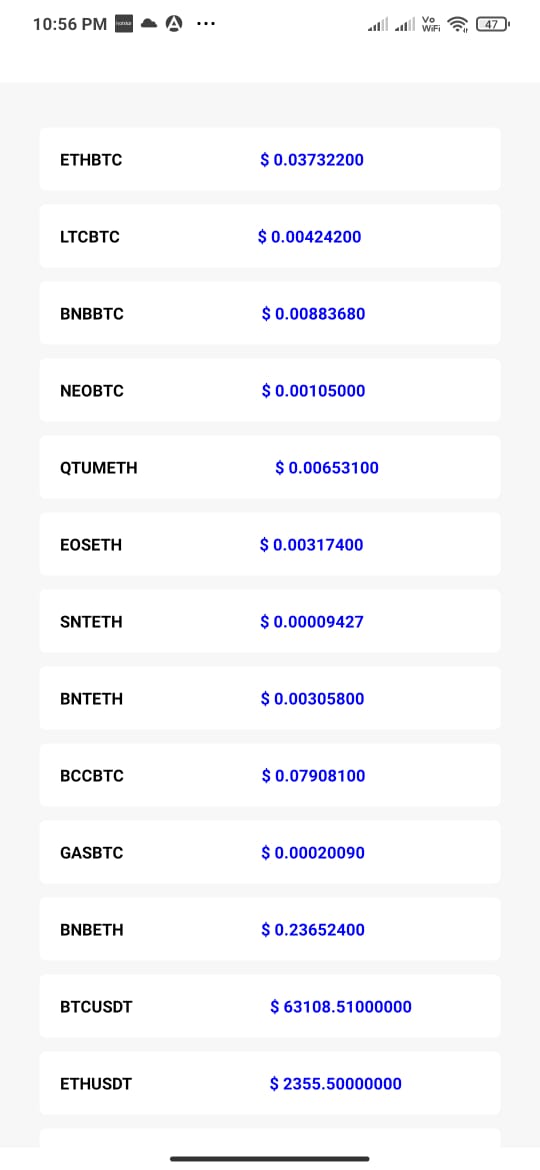 10:56 PM ... Vo WiFi 47
ETHBTC $ 0.03732200
LTCBTC $ 0.00424200
BNBBTC $ 0.00883680
NEOBTC $ 0.00105000
QTUMETH $ 0.00653100
EOSETH $ 0.00317400
SNTETH $ 0.00009427
BNTETH $ 0.00305800
BCCBTC $ 0.07908100
GASBTC $ 0.00020090
BNBETH $ 0.23652400
BTCUSDT $ 63108.51000000
ETHUSDT $ 2355.50000000